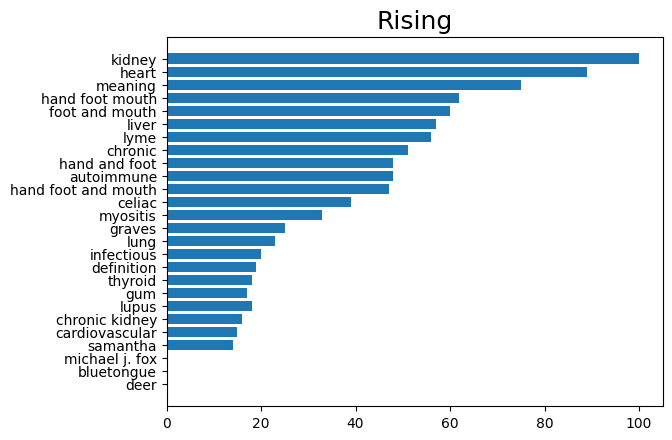 Rising
kidney
heart
meaning
hand foot mouth
foot and mouth
liver
lyme
chronic
hand and foot
autoimmune
hand foot and mouth
celiac
myositis
graves
lung
infectious
definition
thyroid
gum
lupus
chronic kidney
cardiovascular
samantha
michael j. fox
bluetongue
deer
0 20 40 60 80 100